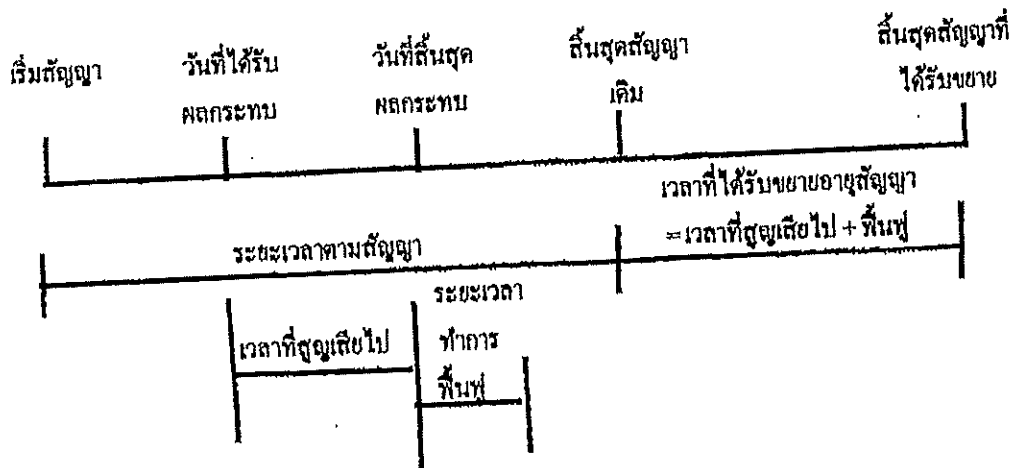 เริ่มสัญญา
วันที่ได้รับ
ผลกระทบ
วันที่สิ้นสุด
ผลกระทบ
สิ้นสุดสัญญา
เดิม
สิ้นสุดสัญญาที่
ได้รับขยาย
เวลาที่ได้รับขยายอายุสัญญา
=เวลาที่สูญเสียไป + ฟื้นฟู
ระยะเวลาตามสัญญา
เวลาที่สูญเสียไป
ระยะเวลา
ทำการ
ฟื้นฟู